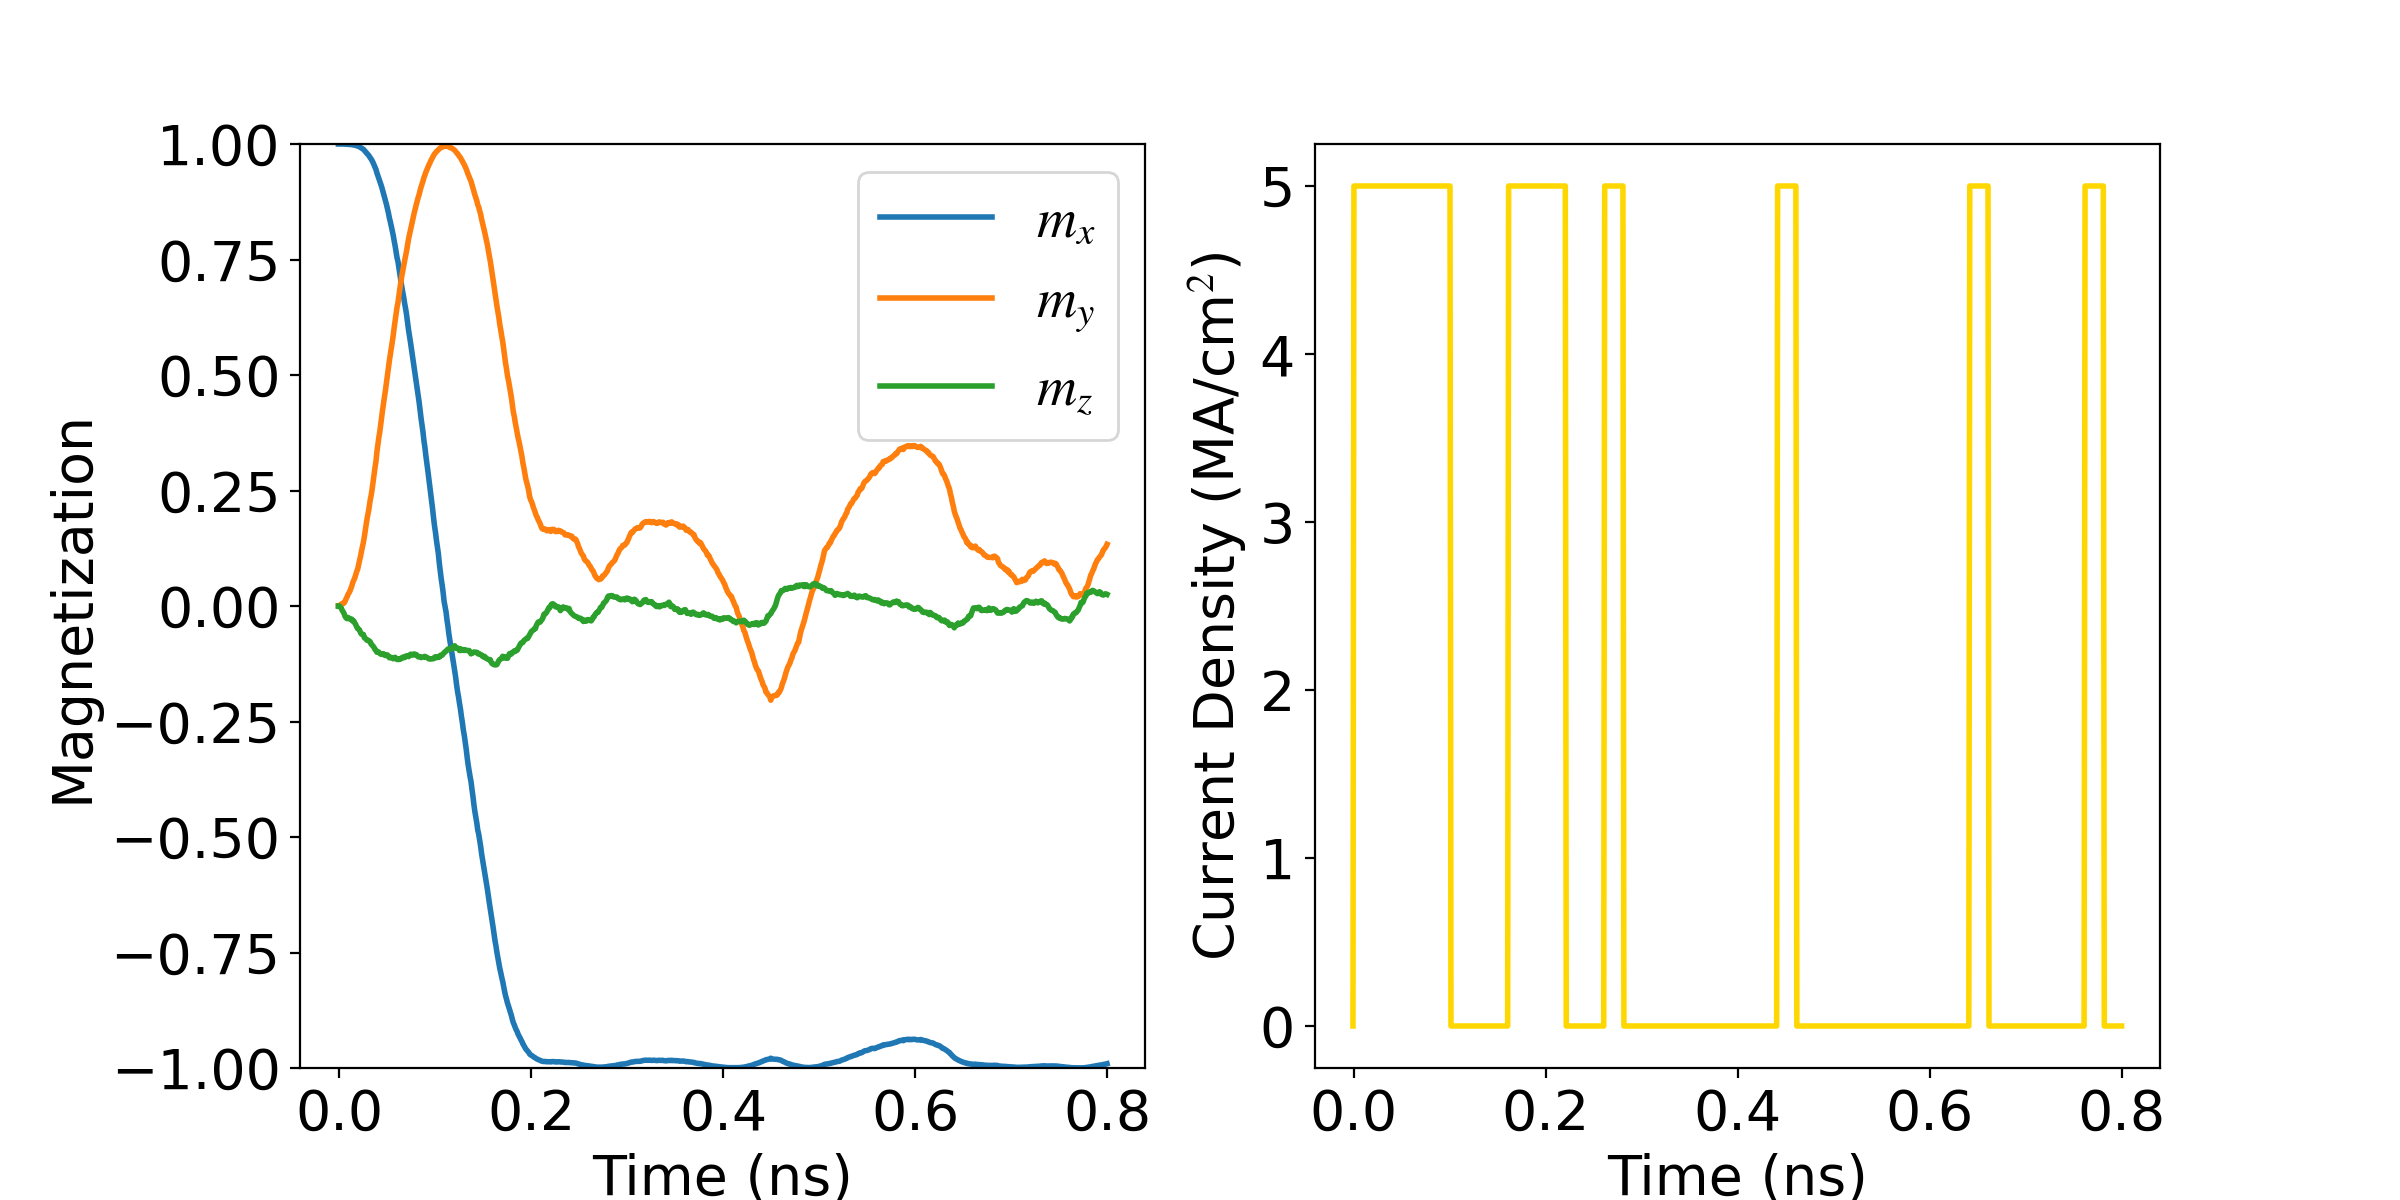 Magnetization
1.00
0.75
0.50
0.25
0.00
−0.25
−0.50
−0.75
−1.00
0.0 0.2 0.4 0.6 0.8
Time (ns)
m_x
m_y
m_z
Current Density (MA/cm²)
5
4
3
2
1
0
0.0 0.2 0.4 0.6 0.8
Time (ns)